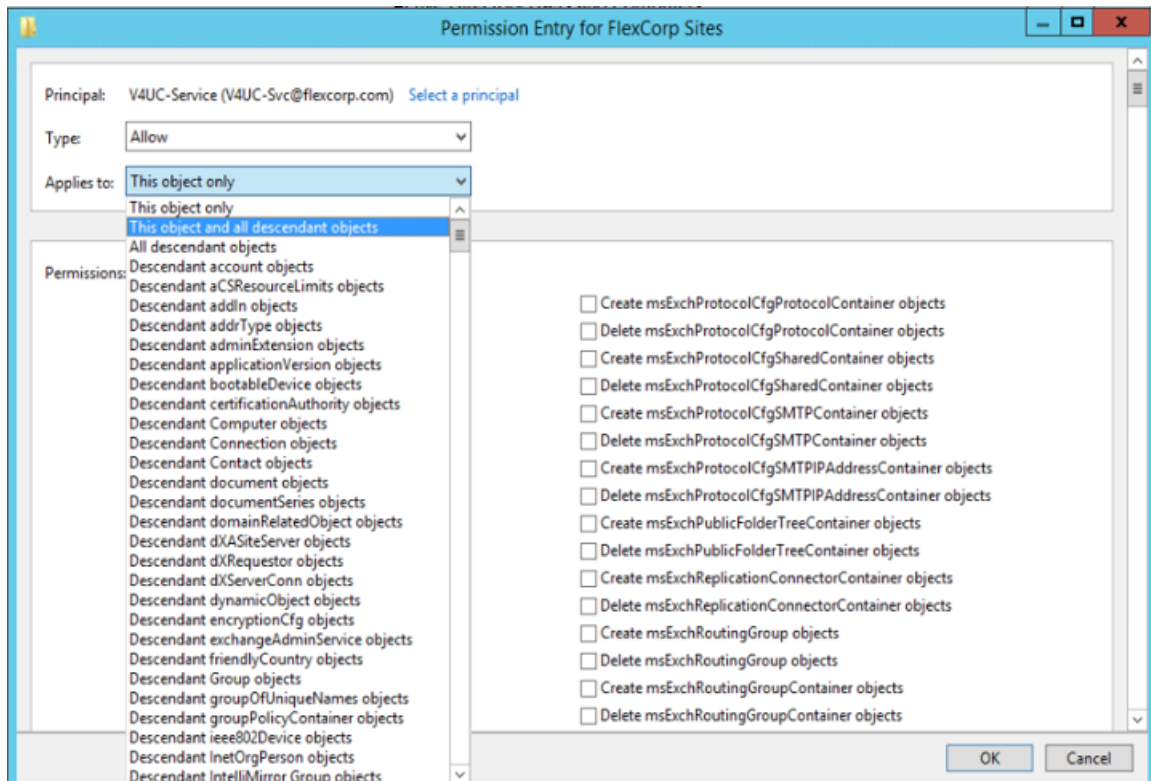 Permission Entry for FlexCorp Sites
Principal: V4UC-Service (V4UC-Svc@flexcorp.com) Select a principal
Type: Allow
Applies to: This object only
This object only
This object and all descendant objects
All descendant objects
Descendant account objects
Permissions:
Descendant aCSResourceLimits objects
Descendant addIn objects
Descendant addrType objects
Descendant adminExtension objects
Descendant applicationVersion objects
Descendant bootableDevice objects
Descendant certificationAuthority objects
Descendant Computer objects
Descendant Connection objects
Descendant Contact objects
Descendant document objects
Descendant documentSeries objects
Descendant domainRelatedObject objects
Descendant dXASiteServer objects
Descendant dXRequestor objects
Descendant dXServerConn objects
Descendant dynamicObject objects
Descendant encryptionCfg objects
Descendant exchangeAdminService objects
Descendant friendlyCountry objects
Descendant Group objects
Descendant groupOfUniqueNames objects
Descendant groupPolicyContainer objects
Descendant ieee802Device objects
Descendant InetOrgPerson objects
Descendant IntelliMirror Group objects
Create msExchProtocolCfgProtocolContainer objects
Delete msExchProtocolCfgProtocolContainer objects
Create msExchProtocolCfgSharedContainer objects
Delete msExchProtocolCfgSharedContainer objects
Create msExchProtocolCfgSMTPContainer objects
Delete msExchProtocolCfgSMTPContainer objects
Create msExchProtocolCfgSMTPIPAddressContainer objects
Delete msExchProtocolCfgSMTPIPAddressContainer objects
Create msExchPublicFolderTreeContainer objects
Delete msExchPublicFolderTreeContainer objects
Create msExchReplicationConnectorContainer objects
Delete msExchReplicationConnectorContainer objects
Create msExchRoutingGroup objects
Delete msExchRoutingGroup objects
Create msExchRoutingGroupContainer objects
Delete msExchRoutingGroupContainer objects
OK Cancel